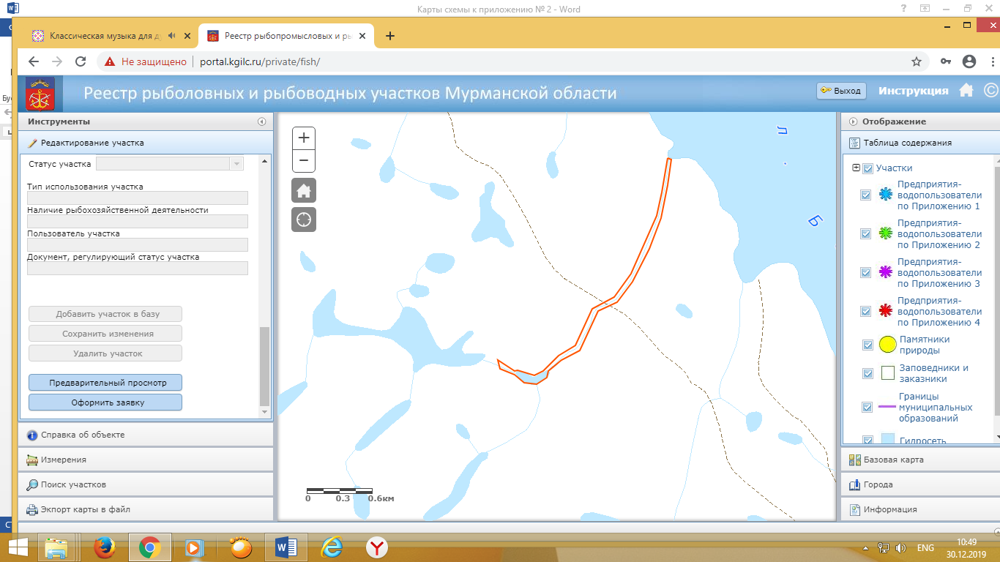 Карты схемы к приложению № 2 - Word
Классическая музыка для д
Реестр рыбопромысловых и ры
Не защищено
portal.kgilc.ru/private/fish/
Реестр рыболовных и рыбоводных участков Мурманской области
Выход
Инструкция
Инструменты
Редактирование участка
Статус участка
Тип использования участка
Наличие рыбохозяйственной деятельности
Пользователь участка
Документ, регулирующий статус участка
Добавить участок в базу
Сохранить изменения
Удалить участок
Предварительный просмотр
Оформить заявку
Справка об объекте
Измерения
Поиск участков
Экспорт карты в файл
0 0.3 0.6км
Отображение
Таблица содержания
Участки
Предприятия-
водопользователи
по Приложению 1
Предприятия-
водопользователи
по Приложению 2
Предприятия-
водопользователи
по Приложению 3
Предприятия-
водопользователи
по Приложению 4
Памятники
природы
Заповедники и
заказники
Границы
муниципальных
образований
Гидросеть
Базовая карта
Города
Информация
ENG
10:49
30.12.2019